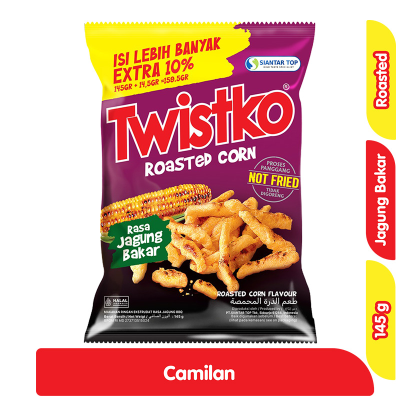 ISI LEBIH BANYAK
EXTRA 10%
145GR + 14,5GR =159.5GR
SIANTAR TOP
TWISTKO®
ROASTED CORN
PROSES
PANGGANG
NOT FRIED
TIDAK
DIGORENG
Rasa
Jagung
Bakar
ROASTED CORN FLAVOUR
طعم الذرة المحمصة
HALAL
Roasted
Jagung Bakar
145 g
Camilan